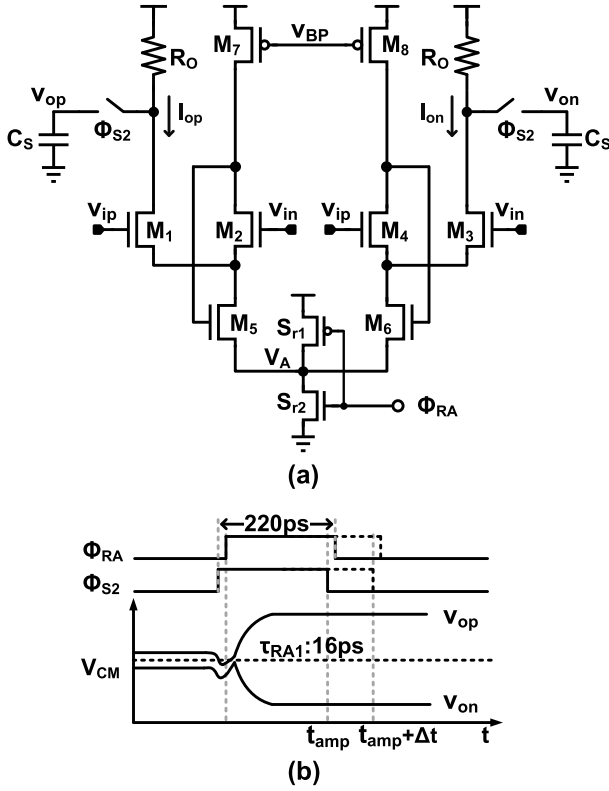 M7 vBP M8
RO RO
vop Iop Ion von
ΦS2 ΦS2
CS CS
vip vin vip vin
M1 M2 M4 M3
M5 Sr1 M6
VA
Sr2 ΦRA
(a)
220ps
ΦRA
ΦS2
vop
τRA1:16ps
VCM
von
tamp tamp+Δt t
(b)